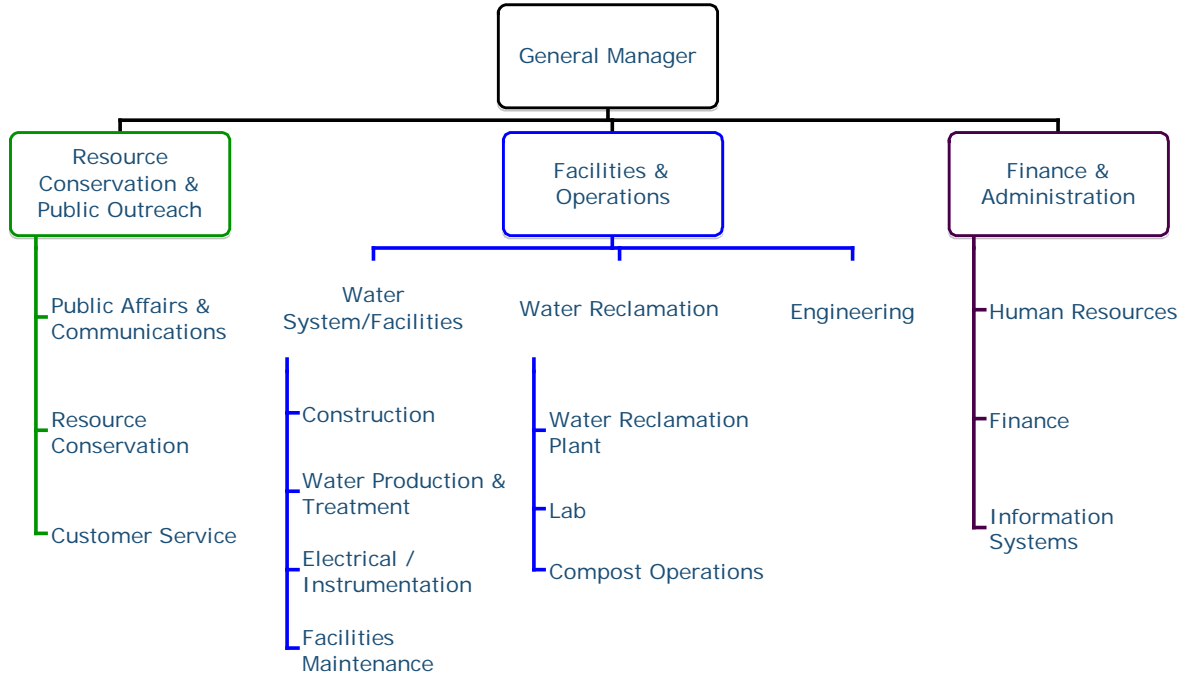 General Manager
Resource
Conservation &
Public Outreach
Facilities &
Operations
Finance &
Administration
Public Affairs &
Communications
Resource
Conservation
Customer Service
Water
System/Facilities
Construction
Water Production &
Treatment
Electrical /
Instrumentation
Facilities
Maintenance
Water Reclamation
Water Reclamation
Plant
Lab
Compost Operations
Engineering
Human Resources
Finance
Information
Systems